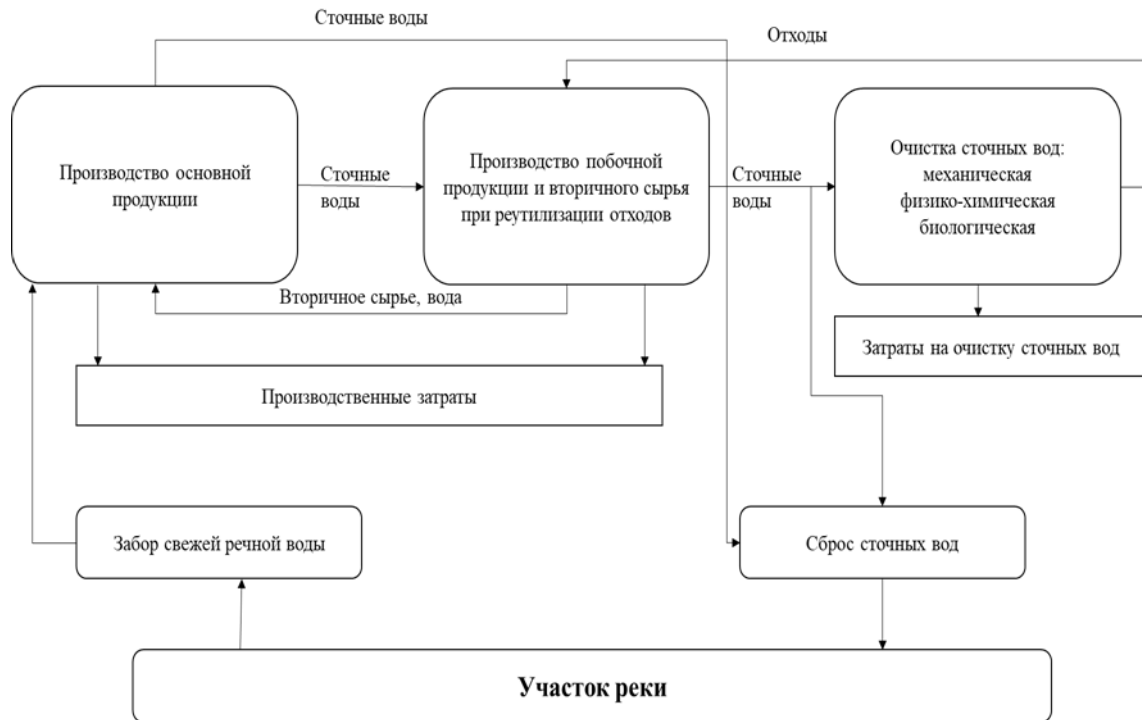 Сточные воды
Отходы
Производство основной
продукции
Сточные
воды
Производство побочной
продукции и вторичного сырья
при реутилизации отходов
Сточные
воды
Очистка сточных вод:
механическая
физико-химическая
биологическая
Вторичное сырье, вода
Производственные затраты
Затраты на очистку сточных вод
Забор свежей речной воды
Сброс сточных вод
Участок реки